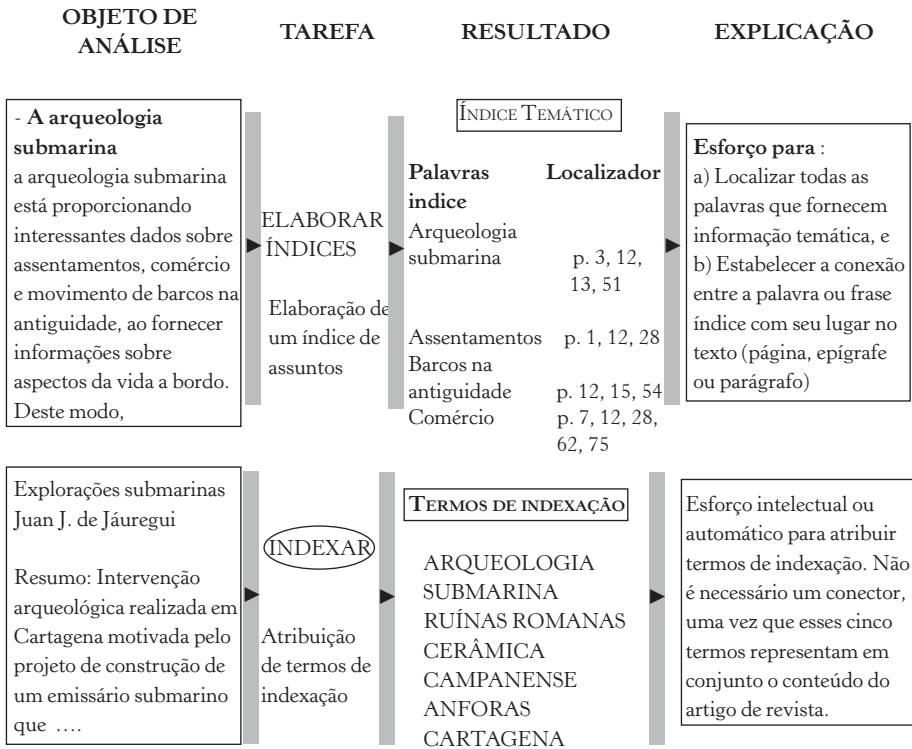 OBJETO DE
ANÁLISE
TAREFA
RESULTADO
EXPLICAÇÃO
- A arqueologia
submarina
a arqueologia submarina
está proporcionando
interessantes dados sobre
assentamentos, comércio
e movimento de barcos na
antiguidade, ao fornecer
informações sobre
aspectos da vida a bordo.
Deste modo,
ELABORAR
ÍNDICES
Elaboração de
um índice de
assuntos
ÍNDICE TEMÁTICO
Palavras Localizador
indice
Arqueologia
submarina p. 3, 12,
13, 51
Assentamentos p. 1, 12, 28
Barcos na
antiguidade p. 12, 15, 54
Comércio p. 7, 12, 28,
62, 75
Esforço para :
a) Localizar todas as
palavras que fornecem
informação temática, e
b) Estabelecer a conexão
entre a palavra ou frase
índice com seu lugar no
texto (página, epígrafe
ou parágrafo)
Explorações submarinas
Juan J. de Jáuregui
Resumo: Intervenção
arqueológica realizada em
Cartagena motivada pelo
projeto de construção de
um emissário submarino
que ....
INDEXAR
Atribuição
de termos de
indexação
TERMOS DE INDEXAÇÃO
ARQUEOLOGIA
SUBMARINA
RUÍNAS ROMANAS
CERÂMICA
CAMPANENSE
ANFORAS
CARTAGENA
Esforço intelectual ou
automático para atribuir
termos de indexação. Não
é necessário um conector,
uma vez que esses cinco
termos representam em
conjunto o conteúdo do
artigo de revista.